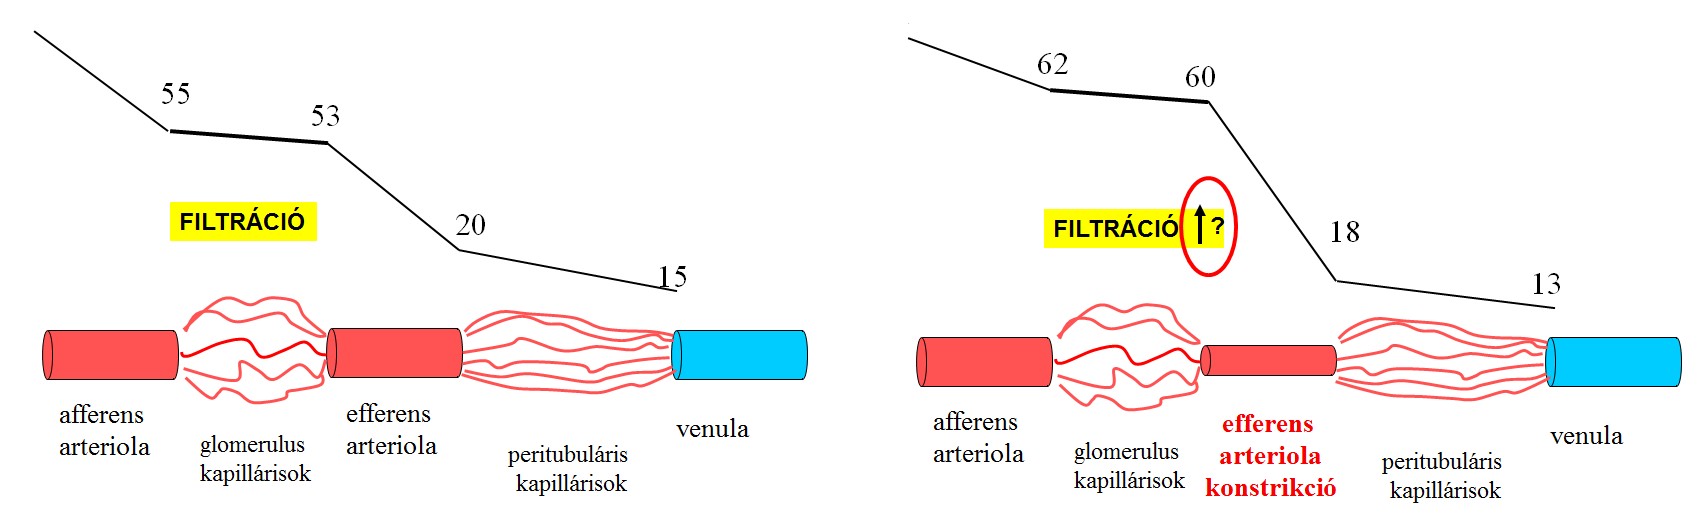 55
53
FILTRÁCIÓ
20
15
afferens
arteriola
glomerulus
kapillárisok
efferens
arteriola
peritubuláris
kapillárisok
venula
62
60
FILTRÁCIÓ ?
18
13
afferens
arteriola
glomerulus
kapillárisok
efferens
arteriola
konstrikció
peritubuláris
kapillárisok
venula